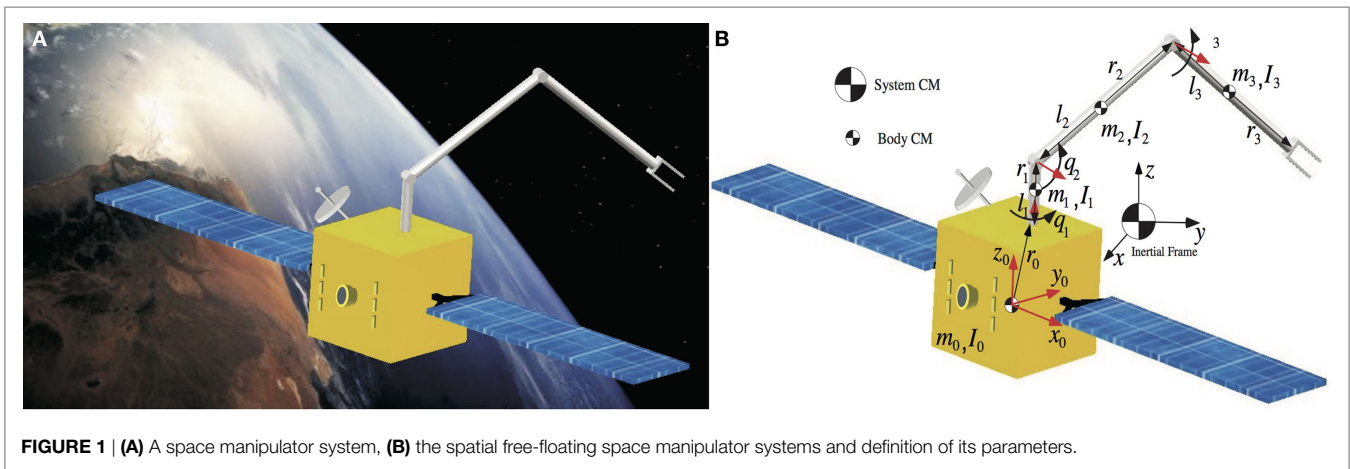 A
B
System CM
Body CM
3
r₂
l₃
m₃,I₃
l₂
m₂,I₂
r₃
r₁
q₂
m₁,I₁
l₁
q₁
z
y
x
Inertial Frame
z₀
r₀
y₀
x₀
m₀,I₀
FIGURE 1 | (A) A space manipulator system, (B) the spatial free-floating space manipulator systems and definition of its parameters.